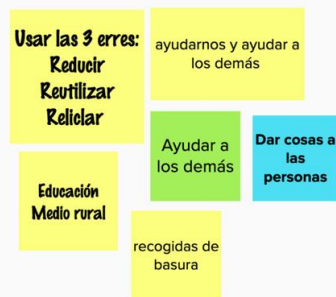 Usar las 3 erres:
Reducir
Reutilizar
Reliclar
ayudarnos y ayudar a
los demás
Ayudar a
los demás
Dar cosas a
las
personas
Educación
Medio rural
recogidas de
basura